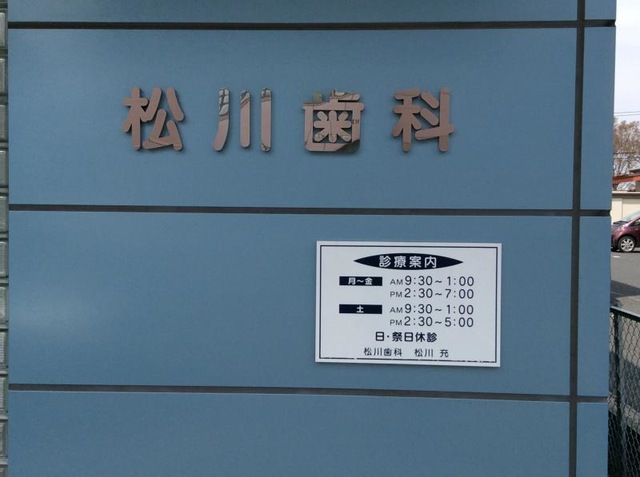 松川歯科
診療案内
月～金 AM 9:30～1:00
PM 2:30～7:00
土 AM 9:30～1:00
PM 2:30～5:00
日・祭日休診
松川歯科 松川 充